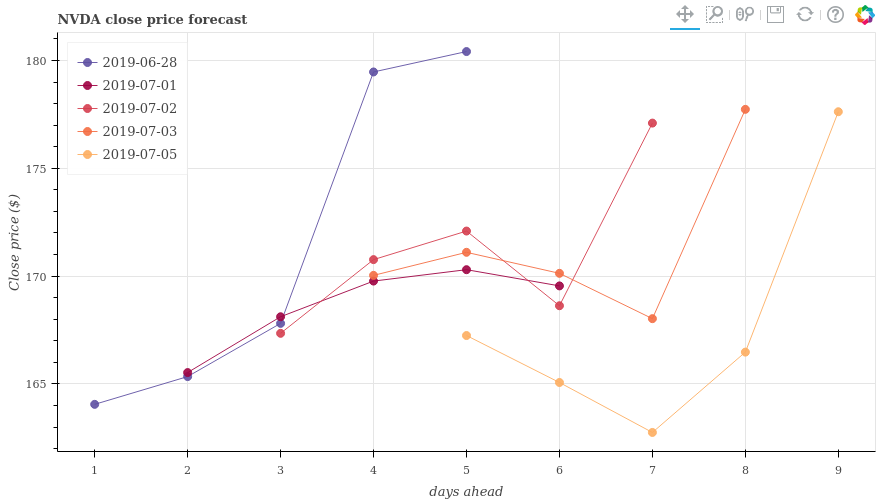 NVDA close price forecast
2019-06-28
2019-07-01
2019-07-02
2019-07-03
2019-07-05
180
175
170
165
Close price ($)
1 2 3 4 5 6 7 8 9
days ahead